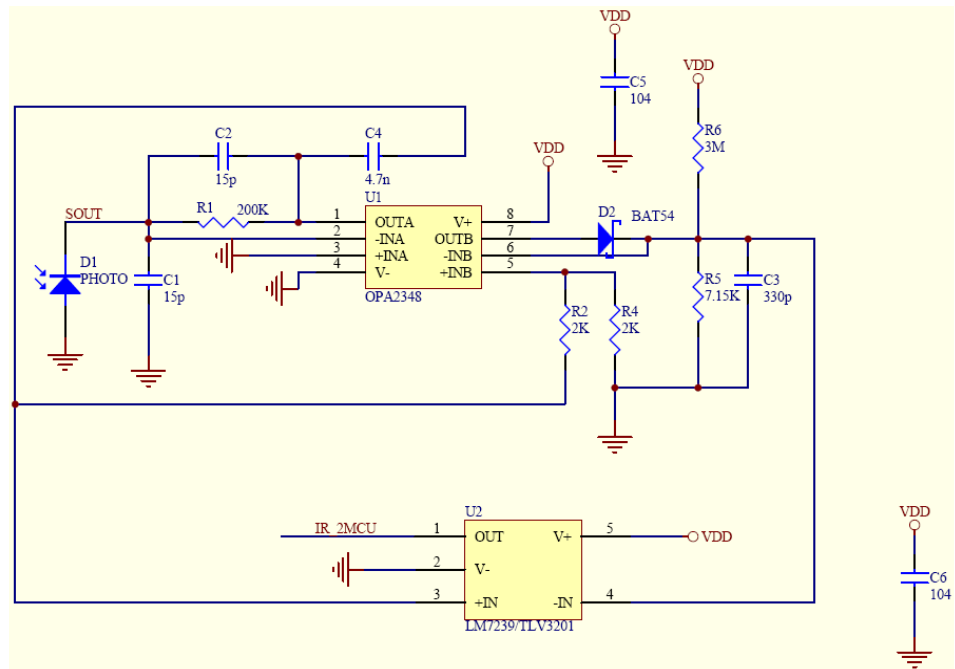 VDD
C5
104
VDD
R6
3M
C2
15p
C4
4.7n
VDD
U1
SOUT
R1
200K
1
OUTA
V+
8
2
-INA
OUTB
7
3
+INA
-INB
6
4
V-
+INB
5
OPA2348
D2
BAT54
D1
PHOTO
C1
15p
R2
2K
R4
2K
R5
7.15K
C3
330p
U2
IR_2MCU
1
OUT
V+
5
VDD
2
V-
3
+IN
-IN
4
LM7239/TLV3201
VDD
C6
104